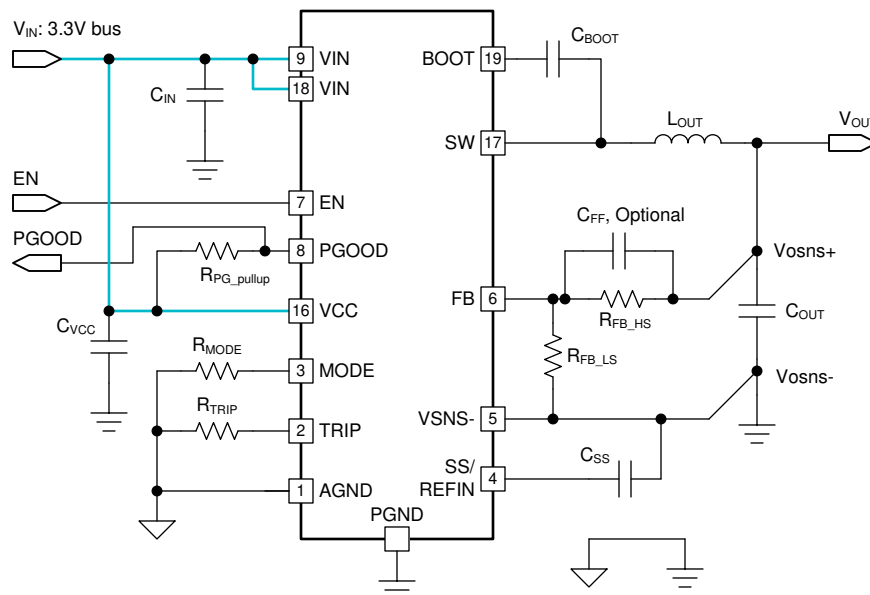 VIN: 3.3V bus
CIN
EN
PGOOD
RPG_pullup
CVCC
RMODE
RTRIP
9 VIN
18 VIN
7 EN
8 PGOOD
16 VCC
3 MODE
2 TRIP
1 AGND
PGND
BOOT 19
SW 17
FB 6
VSNS- 5
SS/
REFIN 4
CBOOT
LOUT
VOUT
CFF, Optional
Vosns+
RFB_HS
COUT
RFB_LS
Vosns-
CSS